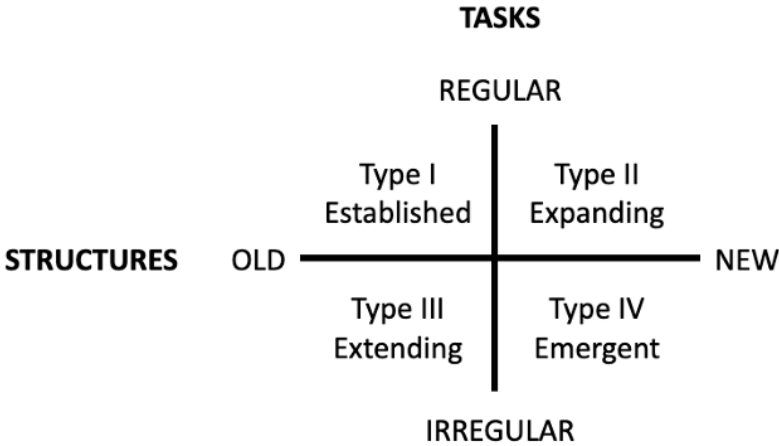 TASKS
REGULAR
Type I
Established
Type II
Expanding
STRUCTURES OLD NEW
Type III
Extending
Type IV
Emergent
IRREGULAR